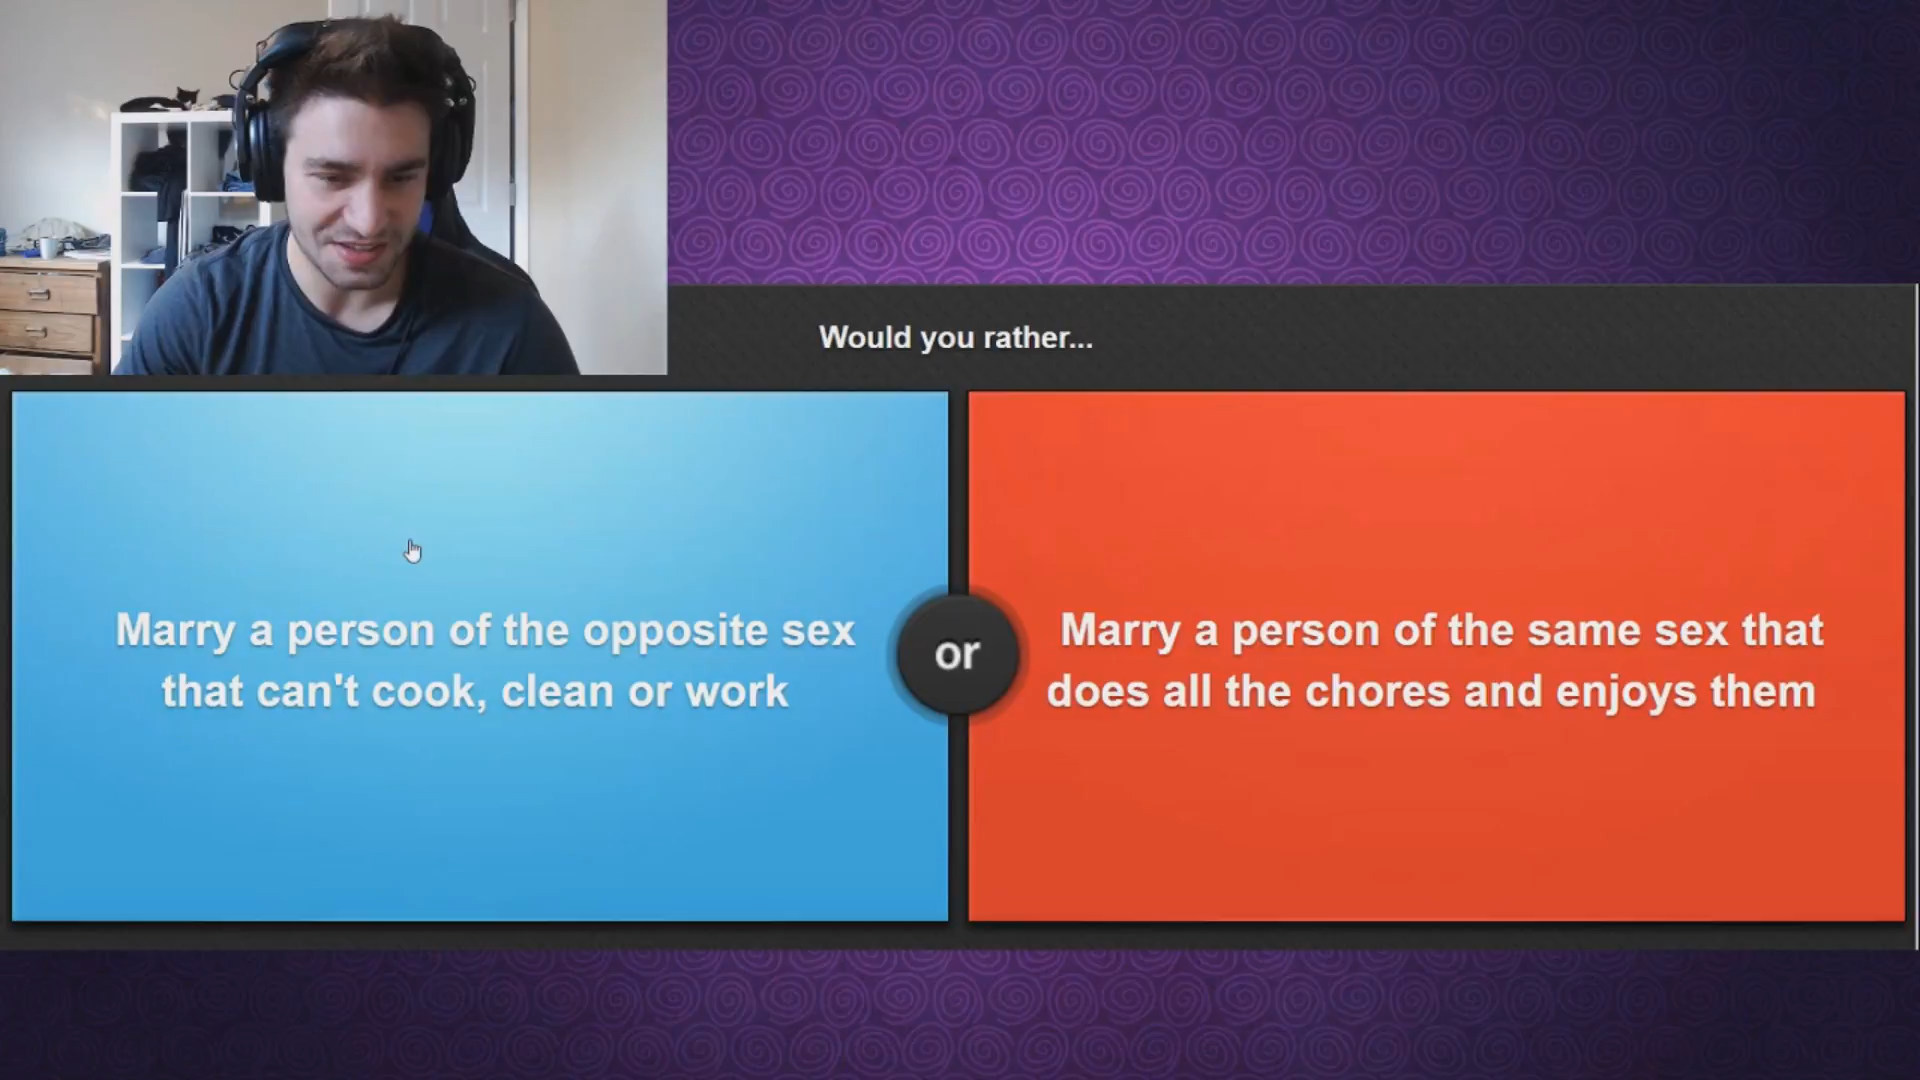 Would you rather...
Marry a person of the opposite sex
that can't cook, clean or work
or
Marry a person of the same sex that
does all the chores and enjoys them